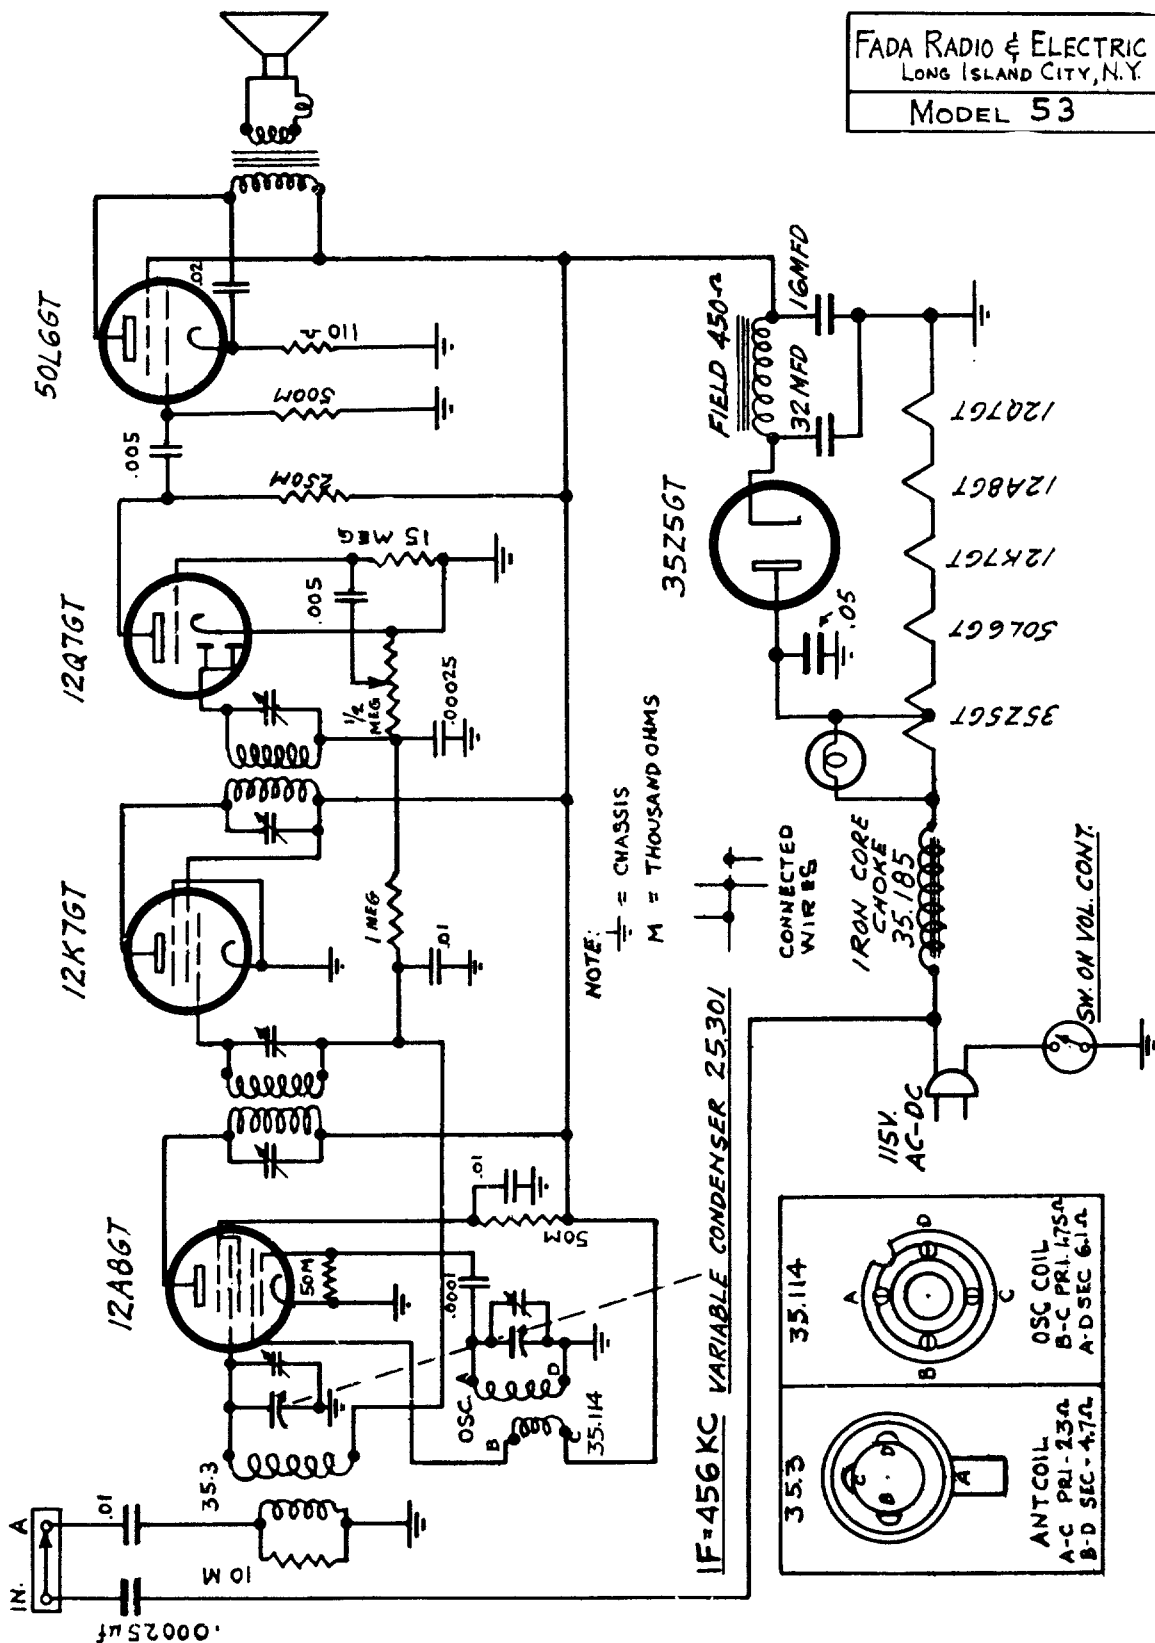 FADA RADIO & ELECTRIC
LONG ISLAND CITY, N.Y.
MODEL 53
IN.
A
.00025µf
.01
10 M
35.3
12A8GT
50M
.0001
OSC.
A
D
B
C
35.114
.01
50M
12K7GT
1 MEG
.01
12Q7GT
1/2
MEG
.00025
.005
15 MEG
250M
.005
50L6GT
500M
110 Ω
.02
IF=456 KC VARIABLE CONDENSER 25.301
NOTE:
= CHASSIS
M = THOUSAND OHMS
CONNECTED
WIRES
35Z5GT
.05
FIELD 450Ω
32MFD
16MFD
IRON CORE
CHOKE
35.185
35Z5GT
50L6GT
12K7GT
12A8GT
12Q7GT
115V.
AC-DC
SW. ON VOL. CONT.
35.3
C
B
D
A
ANT COIL
A-C PRI-23Ω
B-D SEC-4.7Ω
35.114
A
B
D
C
OSC COIL
B-C PRI. 1.75Ω
A-D SEC 6.1Ω